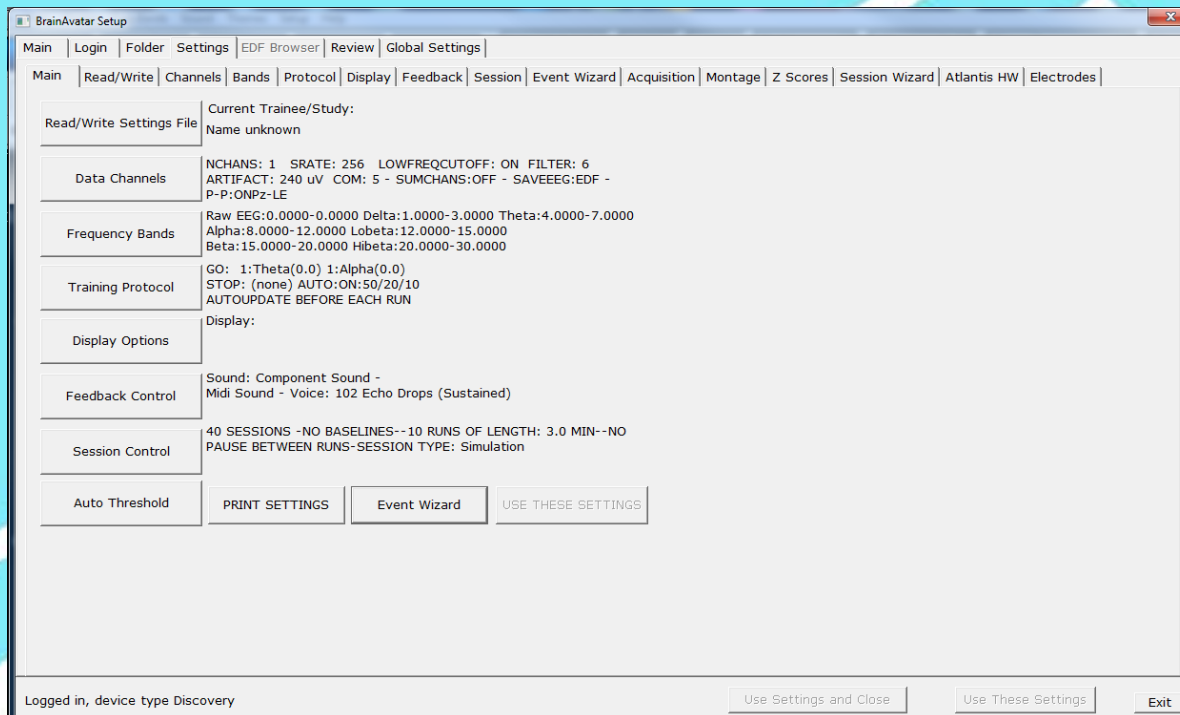 BrainAvatar Setup
Main Login Folder Settings EDF Browser Review Global Settings
Main Read/Write Channels Bands Protocol Display Feedback Session Event Wizard Acquisition Montage Z Scores Session Wizard Atlantis HW Electrodes
Read/Write Settings File
Current Trainee/Study:
Name unknown
Data Channels
NCHANS: 1 SRATE: 256 LOWFREQCUTOFF: ON FILTER: 6
ARTIFACT: 240 uV COM: 5 - SUMCHANS:OFF - SAVEEEG:EDF -
P-P:ONPz-LE
Frequency Bands
Raw EEG:0.0000-0.0000 Delta:1.0000-3.0000 Theta:4.0000-7.0000
Alpha:8.0000-12.0000 Lobeta:12.0000-15.0000
Beta:15.0000-20.0000 Hibeta:20.0000-30.0000
Training Protocol
GO: 1:Theta(0.0) 1:Alpha(0.0)
STOP: (none) AUTO:ON:50/20/10
AUTOUPDATE BEFORE EACH RUN
Display Options
Display:
Feedback Control
Sound: Component Sound -
Midi Sound - Voice: 102 Echo Drops (Sustained)
Session Control
40 SESSIONS -NO BASELINES--10 RUNS OF LENGTH: 3.0 MIN--NO
PAUSE BETWEEN RUNS-SESSION TYPE: Simulation
Auto Threshold
PRINT SETTINGS
Event Wizard
USE THESE SETTINGS
Logged in, device type Discovery
Use Settings and Close
Use These Settings
Exit